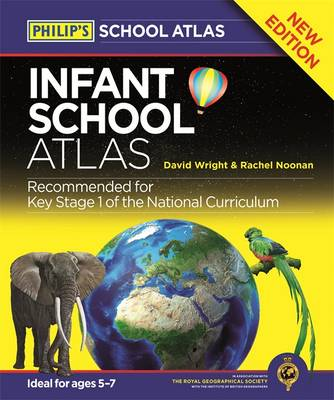 PHILIP'S SCHOOL ATLAS
NEW
EDITION
INFANT
SCHOOL
ATLAS
David Wright & Rachel Noonan
Recommended for
Key Stage 1 of the National Curriculum
Ideal for ages 5–7
IN ASSOCIATION WITH
THE ROYAL GEOGRAPHICAL SOCIETY
WITH THE INSTITUTE OF BRITISH GEOGRAPHERS